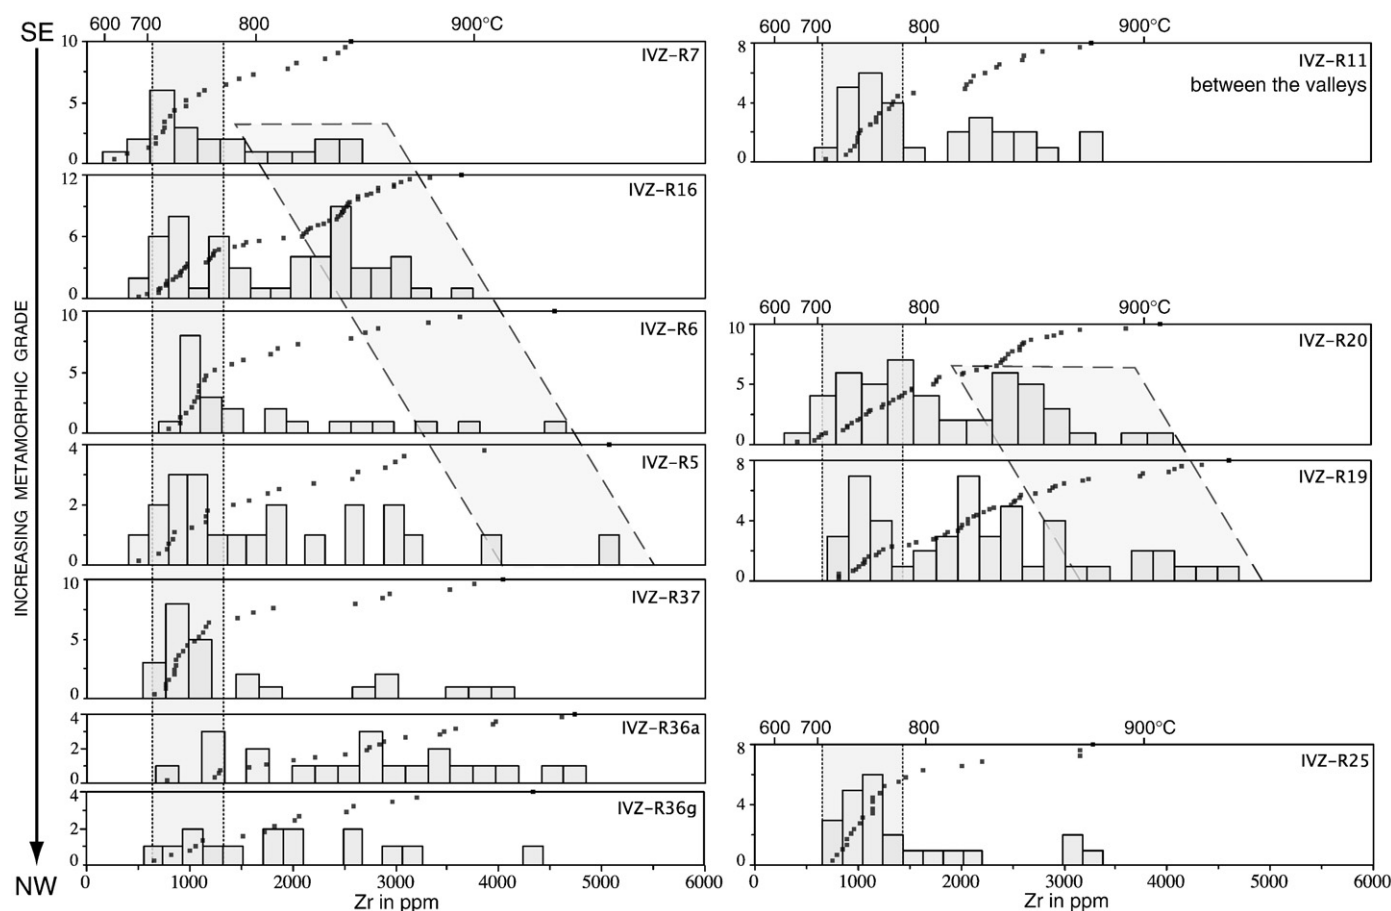 SE
INCREASING METAMORPHIC GRADE
NW
600 700 800 900°C
10
5
0
IVZ-R7
12
6
0
IVZ-R16
10
5
0
IVZ-R6
4
2
0
IVZ-R5
10
5
0
IVZ-R37
4
2
0
IVZ-R36a
4
2
0
IVZ-R36g
0 1000 2000 3000 4000 5000 6000
Zr in ppm
600 700 800 900°C
8
4
0
IVZ-R11
between the valleys
600 700 800 900°C
10
5
0
IVZ-R20
8
4
0
IVZ-R19
600 700 800 900°C
8
4
0
IVZ-R25
0 1000 2000 3000 4000 5000 6000
Zr in ppm